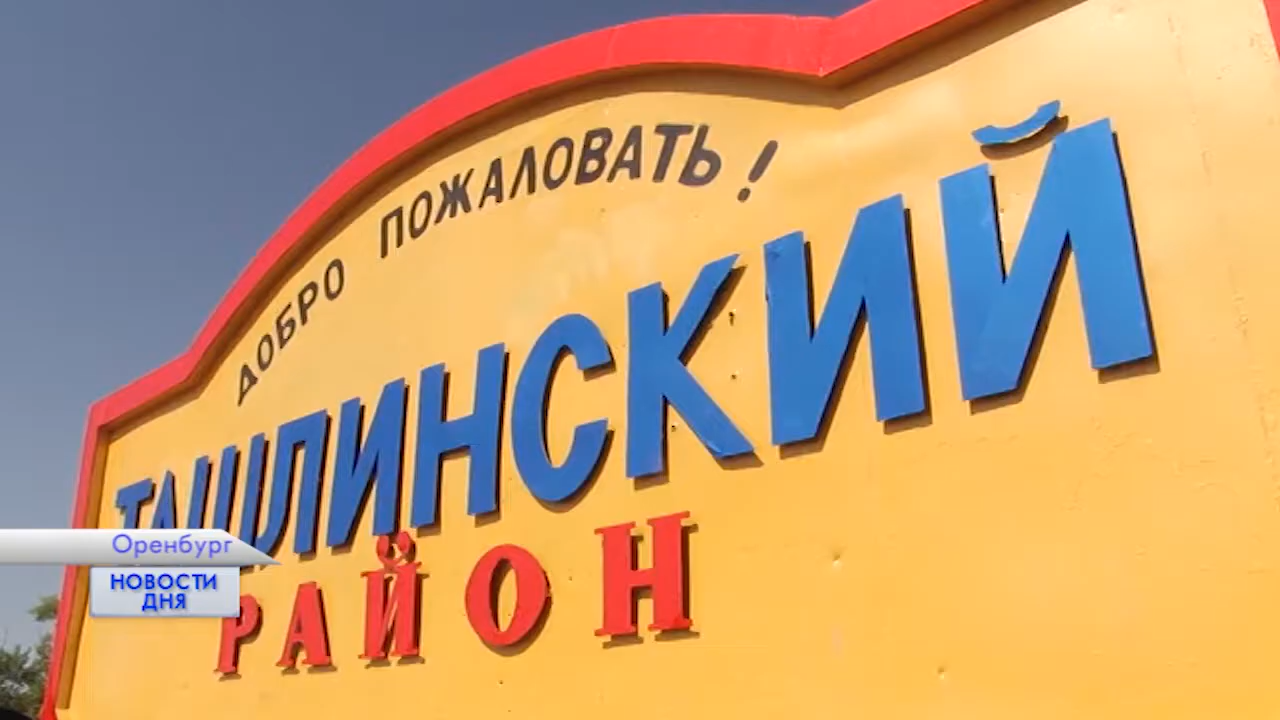 ДОБРО ПОЖАЛОВАТЬ!
ТАШЛИНСКИЙ
РАЙОН
Оренбург
НОВОСТИ
ДНЯ